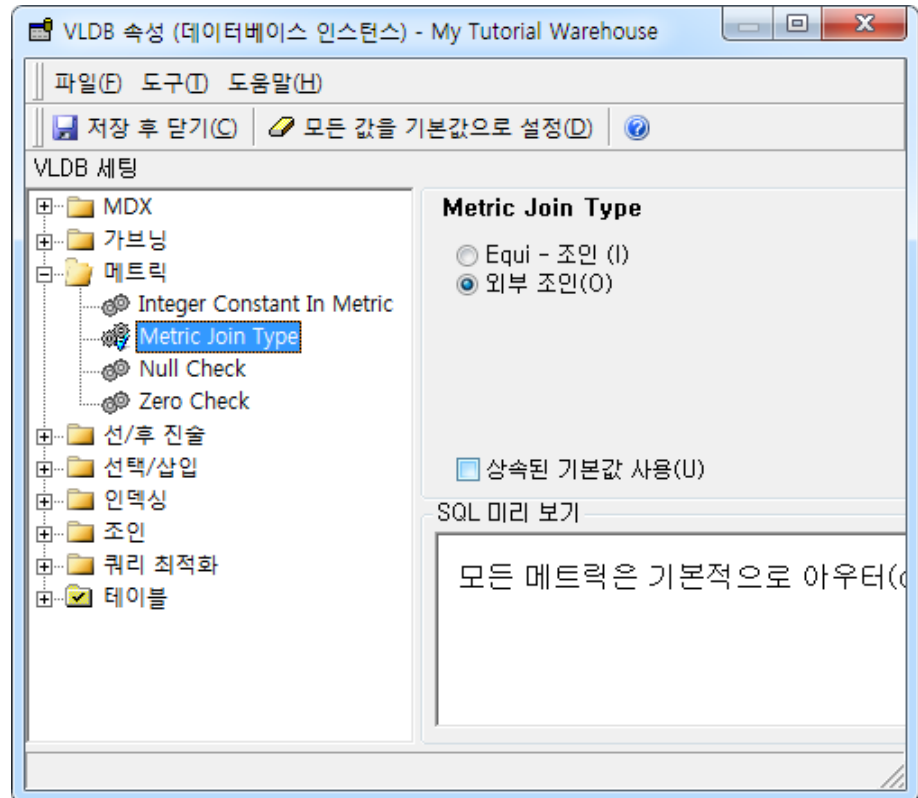 VLDB 속성 (데이터베이스 인스턴스) - My Tutorial Warehouse
파일(F) 도구(T) 도움말(H)
저장 후 닫기(C) 모든 값을 기본값으로 설정(D)
VLDB 세팅
MDX
가브닝
메트릭
Integer Constant In Metric
Metric Join Type
Null Check
Zero Check
선/후 진술
선택/삽입
인덱싱
조인
쿼리 최적화
테이블
Metric Join Type
Equi - 조인 (I)
외부 조인(O)
상속된 기본값 사용(U)
SQL 미리 보기
모든 메트릭은 기본적으로 아우터(